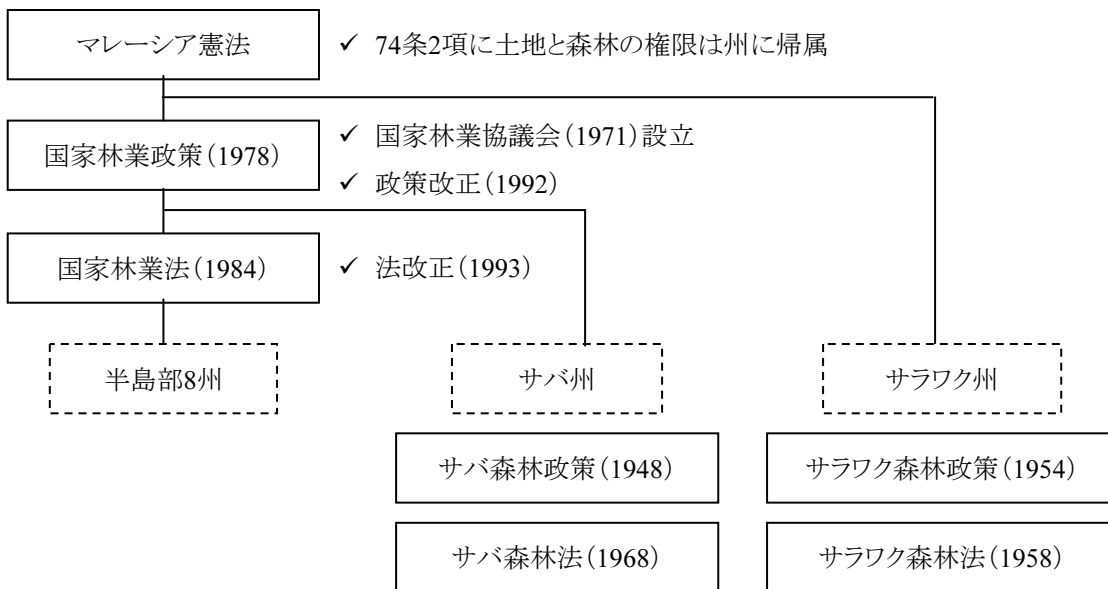 マレーシア憲法
✓ 74条2項に土地と森林の権限は州に帰属
国家林業政策(1978)
✓ 国家林業協議会(1971)設立
✓ 政策改正(1992)
国家林業法(1984)
✓ 法改正(1993)
半島部8州
サバ州
サラワク州
サバ森林政策(1948)
サラワク森林政策(1954)
サバ森林法(1968)
サラワク森林法(1958)